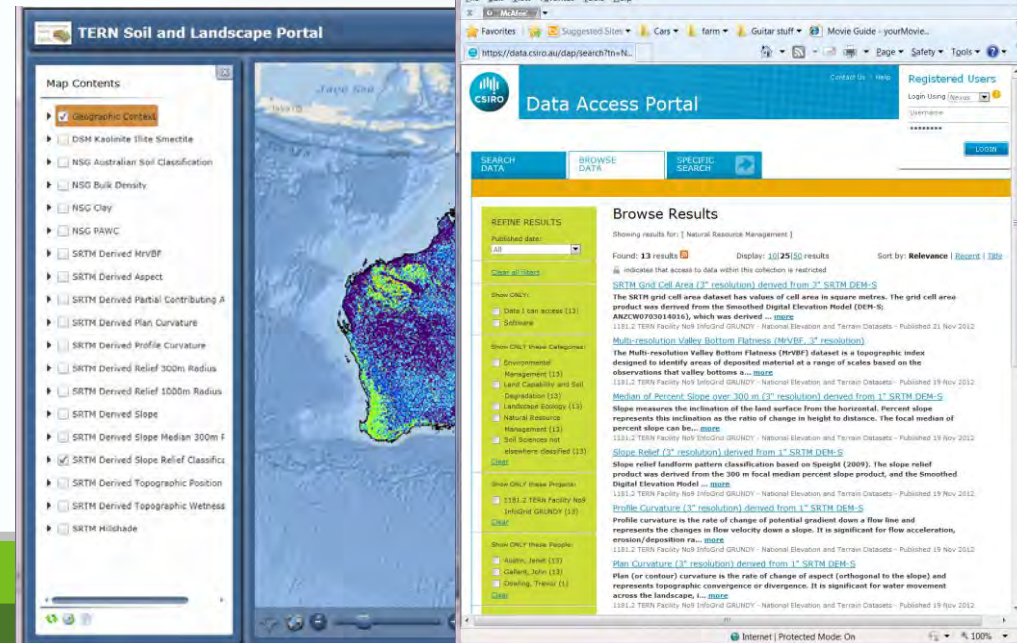 TERN Soil and Landscape Portal
Map Contents
Geographic Context
DSM Kaolinite Illite Smectite
NSG Australian Soil Classification
NSG Bulk Density
NSG Clay
NSG PAWC
SRTM Derived MrVBF
SRTM Derived Aspect
SRTM Derived Partial Contributing A
SRTM Derived Plan Curvature
SRTM Derived Profile Curvature
SRTM Derived Relief 300m Radius
SRTM Derived Relief 1000m Radius
SRTM Derived Slope
SRTM Derived Slope Median 300m R
SRTM Derived Slope Relief Classifica
SRTM Derived Topographic Position
SRTM Derived Topographic Wetness
SRTM Hillshade
Java Sea
x McAfee
Favorites Suggested Sites Cars farm Guitar stuff Movie Guide - yourMovie..
https://data.csiro.au/dap/search?tn=N..
Page Safety Tools
CSIRO
Data Access Portal
Contact Us | Help
Registered Users
Login Using Nexus
Username
LOGIN
SEARCH DATA
BROWSE DATA
SPECIFIC SEARCH
REFINE RESULTS
Published date:
All
Clear all filters
Show ONLY:
Data I can access (13)
Software
Show ONLY these Categories:
Environmental
Management (13)
Land Capability and Soil
Degradation (13)
Landscape Ecology (13)
Natural Resource
Management (13)
Soil Sciences not
elsewhere classified (13)
Clear
Show ONLY these Projects:
1181.2 TERN Facility No9
InfoGrid GRUNDY (13)
Clear
Show ONLY these People:
Austin, Jenet (13)
Gallant, John (13)
Dowling, Trevor (1)
Clear
Browse Results
Showing results for: [ Natural Resource Management ]
Found: 13 results Display: 10|25|50 results Sort by: Relevance | Recent | Title
indicates that access to data within this collection is restricted
SRTM Grid Cell Area (3" resolution) derived from 3" SRTM DEM-S
The SRTM grid cell area dataset has values of cell area in square metres. The grid cell area
product was derived from the Smoothed Digital Elevation Model (DEM-S;
ANZCW0703014016), which was derived ... more
1181.2 TERN Facility No9 InfoGrid GRUNDY - National Elevation and Terrain Datasets - Published 21 Nov 2012
Multi-resolution Valley Bottom Flatness (MrVBF, 3" resolution)
The Multi-resolution Valley Bottom Flatness (MrVBF) dataset is a topographic index
designed to identify areas of deposited material at a range of scales based on the
observations that valley bottoms a... more
1181.2 TERN Facility No9 InfoGrid GRUNDY - National Elevation and Terrain Datasets - Published 19 Nov 2012
Median of Percent Slope over 300 m (3" resolution) derived from 1" SRTM DEM-S
Slope measures the inclination of the land surface from the horizontal. Percent slope
represents this inclination as the ratio of change in height to distance. The focal median of
percent slope can be... more
1181.2 TERN Facility No9 InfoGrid GRUNDY - National Elevation and Terrain Datasets - Published 19 Nov 2012
Slope Relief (3" resolution) derived from 1" SRTM DEM-S
Slope relief landform pattern classification based on Speight (2009). The slope relief
product was derived from the 300 m focal median percent slope product, and the Smoothed
Digital Elevation Model ... more
1181.2 TERN Facility No9 InfoGrid GRUNDY - National Elevation and Terrain Datasets - Published 19 Nov 2012
Profile Curvature (3" resolution) derived from 1" SRTM DEM-S
Profile curvature is the rate of change of potential gradient down a flow line and
represents the changes in flow velocity down a slope. It is significant for flow acceleration,
erosion/deposition ra... more
1181.2 TERN Facility No9 InfoGrid GRUNDY - National Elevation and Terrain Datasets - Published 19 Nov 2012
Plan Curvature (3" resolution) derived from 1" SRTM DEM-S
Plan (or contour) curvature is the rate of change of aspect (orthogonal to the slope) and
represents topographic convergence or divergence. It is significant for water movement
across the landscape, i... more
1181.2 TERN Facility No9 InfoGrid GRUNDY - National Elevation and Terrain Datasets - Published 19 Nov 2012
Internet | Protected Mode: On 100%